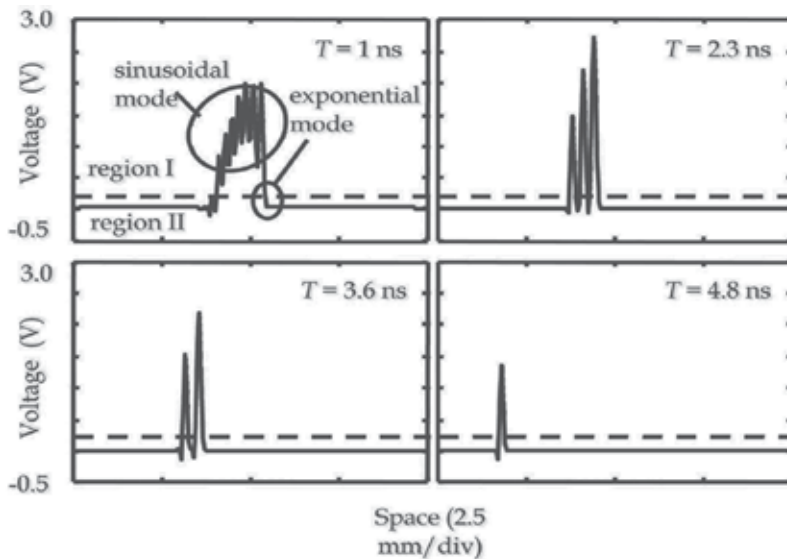 3.0
Voltage (V)
-0.5
sinusoidal
mode
exponential
mode
region I
region II
T = 1 ns
T = 2.3 ns
3.0
Voltage (V)
-0.5
T = 3.6 ns
T = 4.8 ns
Space (2.5
mm/div)